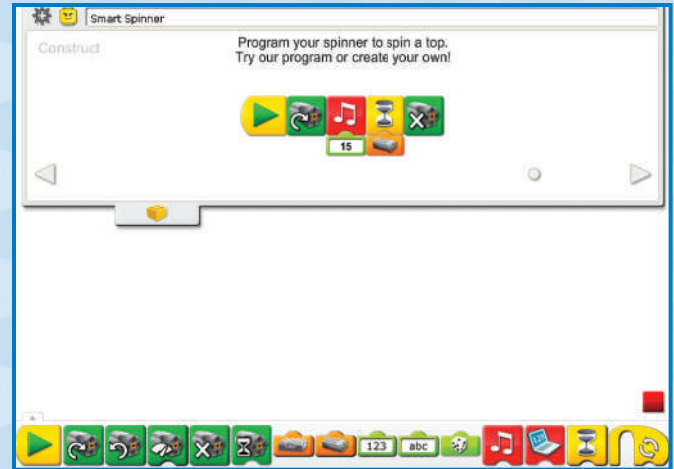 Smart Spinner
Construct
Program your spinner to spin a top.
Try our program or create your own!
15
123
abc